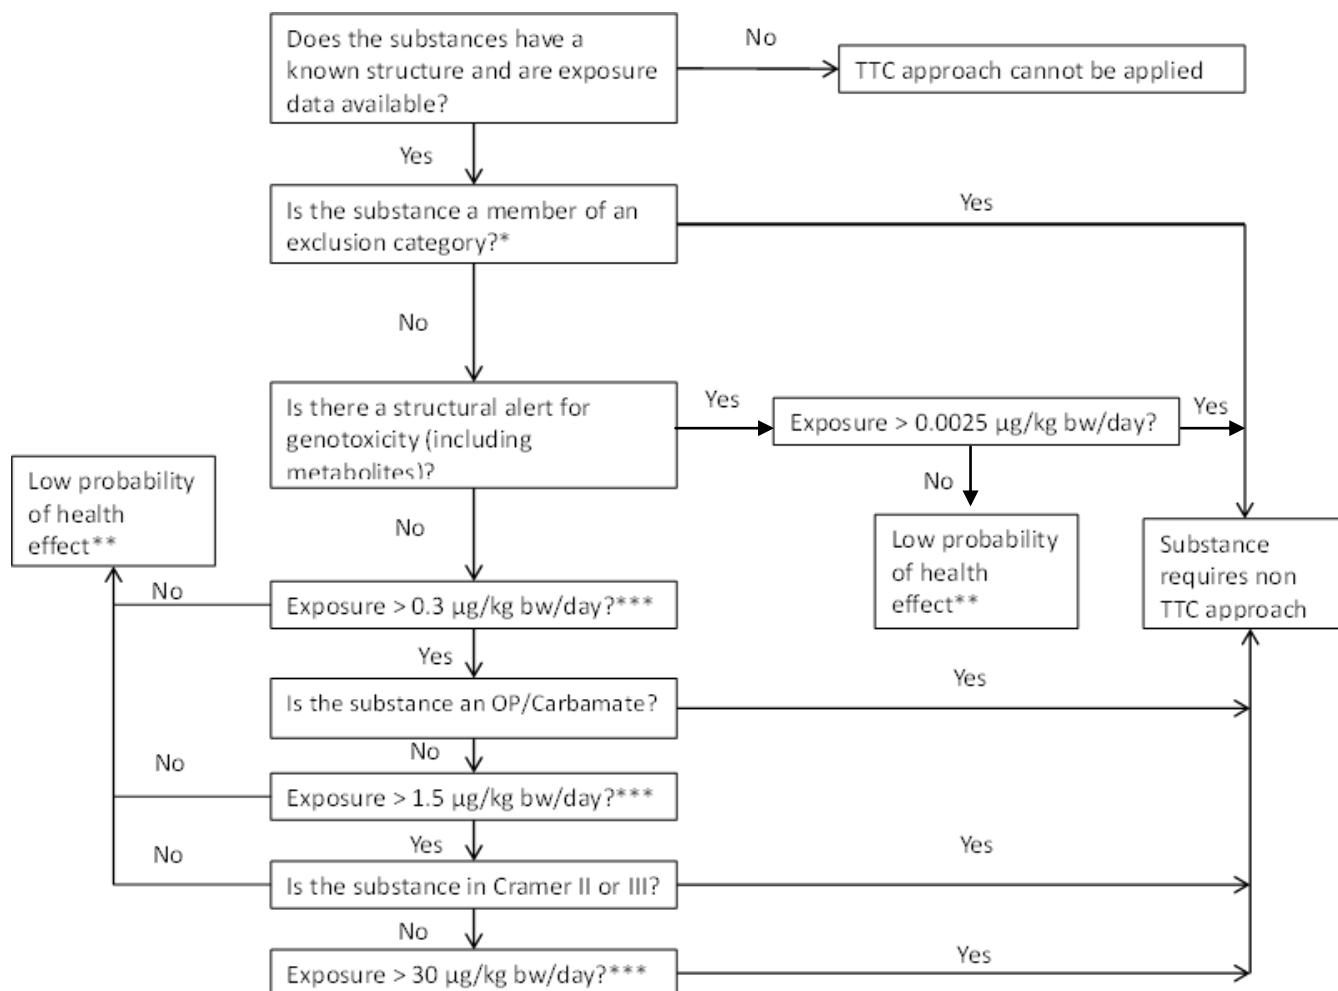 Does the substances have a
known structure and are exposure
data available?
No
TTC approach cannot be applied
Yes
Is the substance a member of an
exclusion category?*
Yes
No
Is there a structural alert for
genotoxicity (including
metabolites)?
Yes
Exposure > 0.0025 µg/kg bw/day?
Yes
No
Low probability
of health
effect**
Low probability
of health
effect**
Substance
requires non
TTC approach
No
Exposure > 0.3 µg/kg bw/day?***
No
Yes
Is the substance an OP/Carbamate?
Yes
No
Exposure > 1.5 µg/kg bw/day?***
No
Yes
Is the substance in Cramer II or III?
No
Yes
No
Exposure > 30 µg/kg bw/day?***
Yes